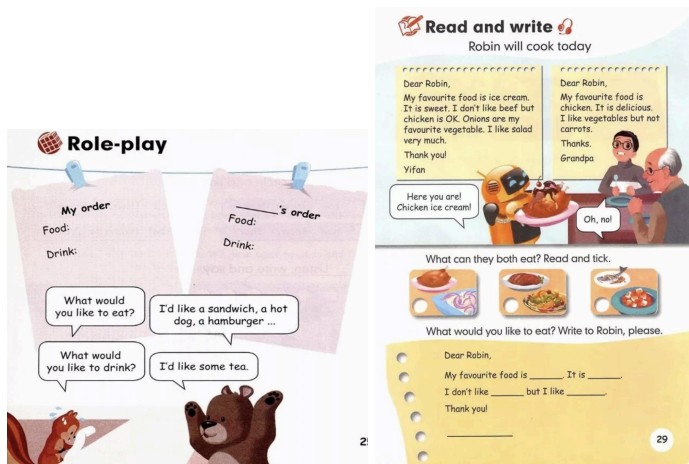 Role-play
My order
Food:
Drink:
______'s order
Food:
Drink:
What would
you like to eat?
I'd like a sandwich, a hot
dog, a hamburger ...
What would
you like to drink?
I'd like some tea.
Read and write
Robin will cook today
Dear Robin,
My favourite food is ice cream.
It is sweet. I don't like beef but
chicken is OK. Onions are my
favourite vegetable. I like salad
very much.
Thank you!
Yifan
Dear Robin,
My favourite food is
chicken. It is delicious.
I like vegetables but not
carrots.
Thanks.
Grandpa
Here you are!
Chicken ice cream!
Oh, no!
What can they both eat? Read and tick.
What would you like to eat? Write to Robin, please.
Dear Robin,
My favourite food is ______. It is ______.
I don't like ______ but I like ______.
Thank you!
29